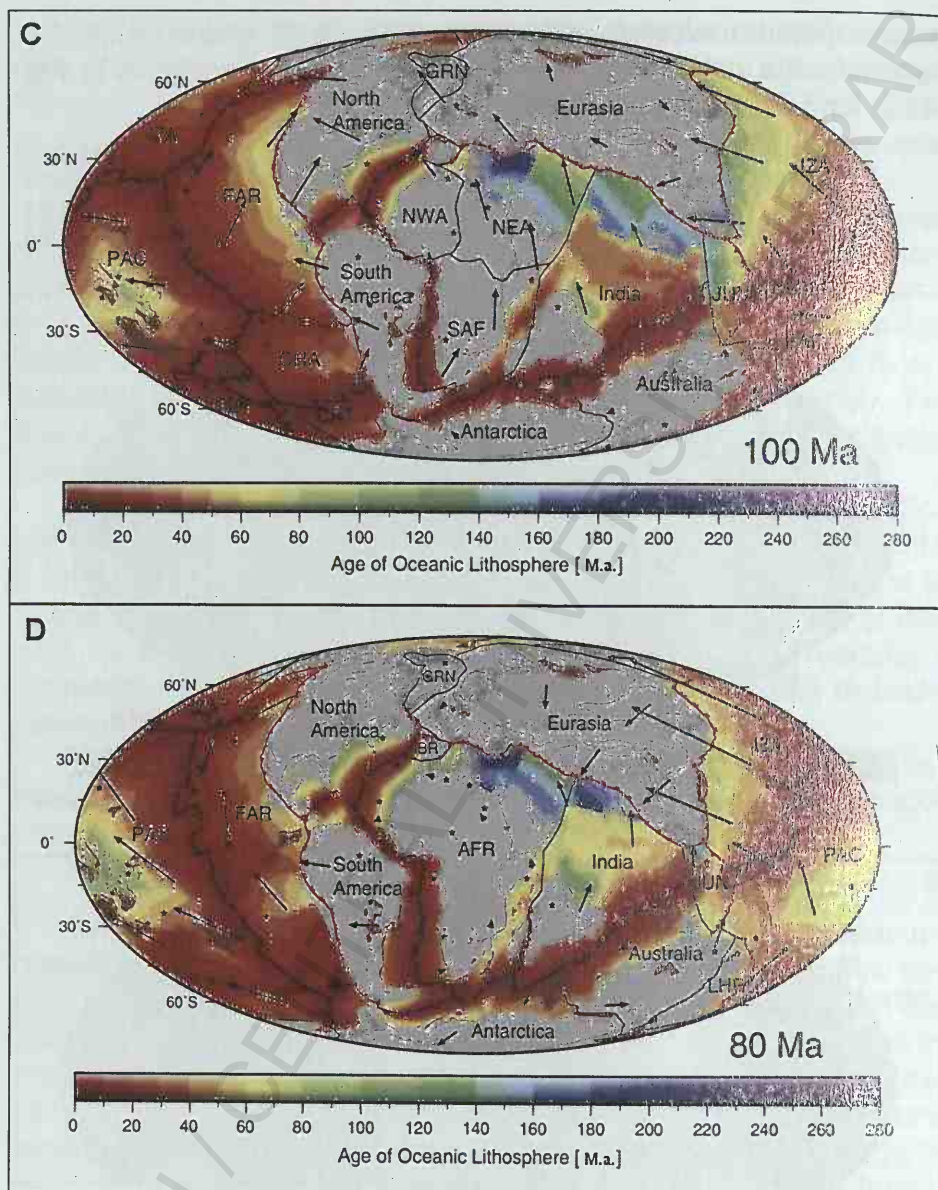 C
60°N
GRN
North
America
Eurasia
30°N
IZA
FAR
NWA
NEA
0°
PAC
South
America
India
JUN
30°S
SAF
Australia
60°S
Antarctica
100 Ma
0 20 40 60 80 100 120 140 160 180 200 220 240 260 280
Age of Oceanic Lithosphere [ M.a.]
D
60°N
GRN
North
America
Eurasia
30°N
FAR
0°
AFR
India
PAC
South
America
JUN
30°S
Australia
60°S
Antarctica
80 Ma
0 20 40 60 80 100 120 140 160 180 200 220 240 260 280
Age of Oceanic Lithosphere [ M.a.]